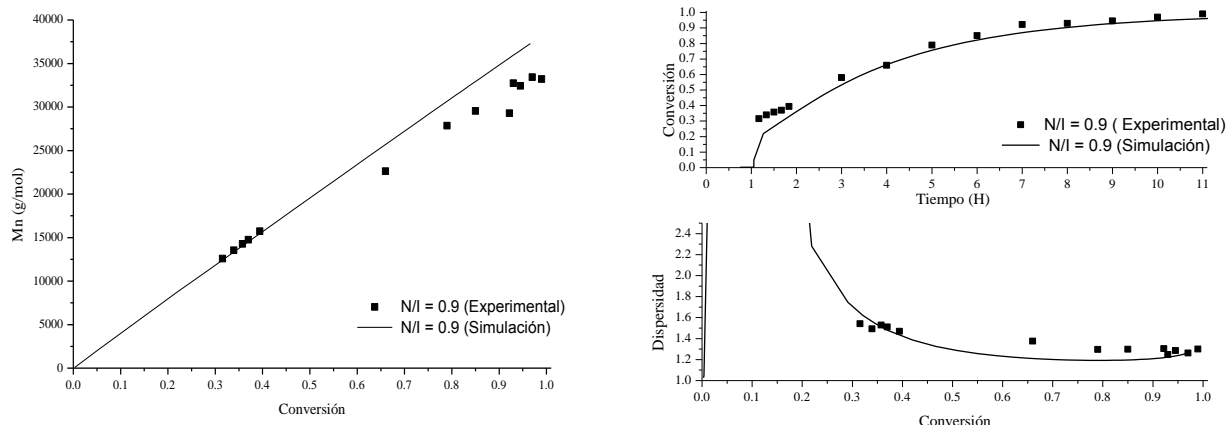 40000
35000
30000
25000
20000
15000
10000
5000
0
Mn (g/mol)
N/I = 0.9 (Experimental)
N/I = 0.9 (Simulación)
0.0 0.1 0.2 0.3 0.4 0.5 0.6 0.7 0.8 0.9 1.0
Conversión
1.0
0.9
0.8
0.7
0.6
0.5
0.4
0.3
0.2
0.1
0.0
Conversión
N/I = 0.9 ( Experimental)
N/I = 0.9 (Simulación)
0 1 2 3 4 5 6 7 8 9 10 11
Tiempo (H)
2.4
2.2
2.0
1.8
1.6
1.4
1.2
1.0
Dispersidad
0.0 0.1 0.2 0.3 0.4 0.5 0.6 0.7 0.8 0.9 1.0
Conversión